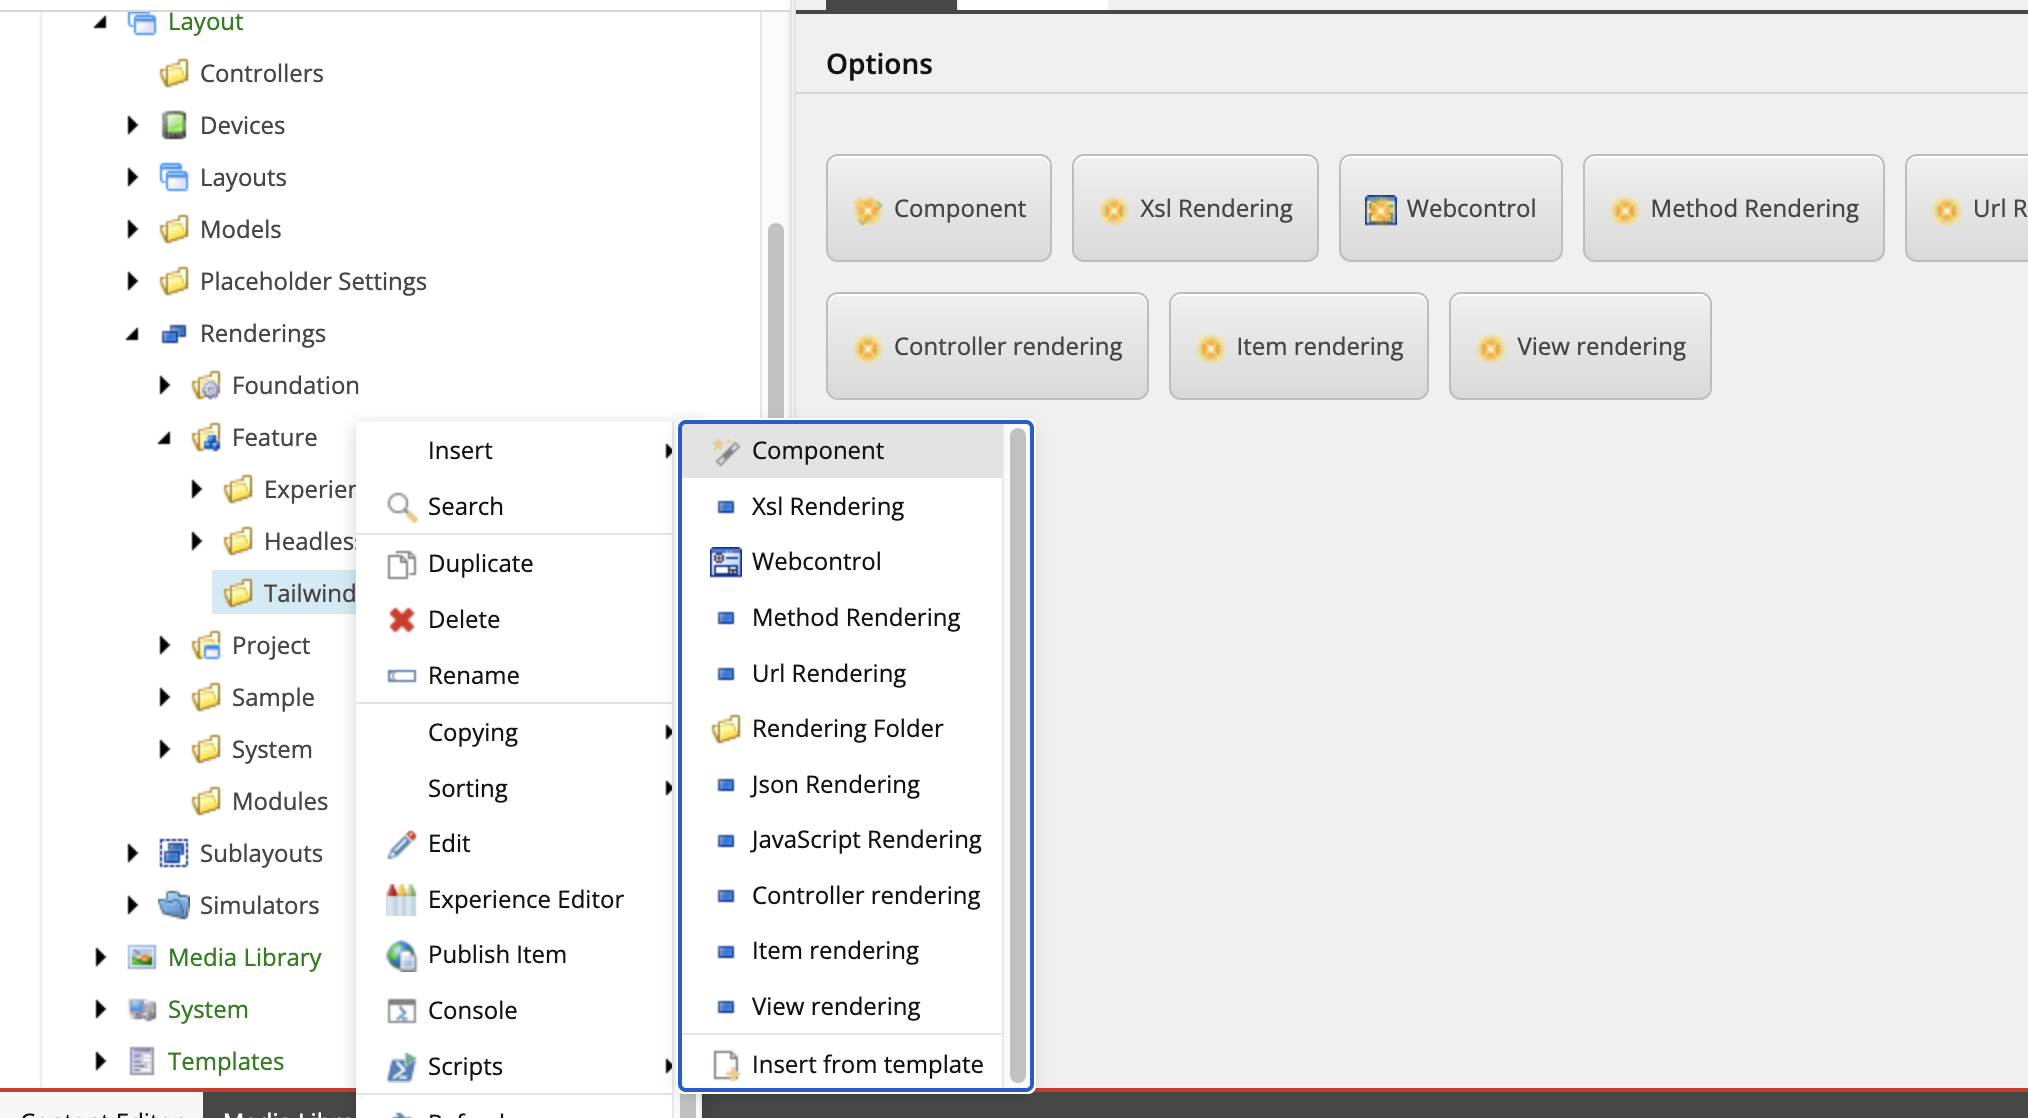 Layout
Controllers
Devices
Layouts
Models
Placeholder Settings
Renderings
Foundation
Feature
Tailwind
Project
Sample
System
Modules
Sublayouts
Simulators
Media Library
System
Templates
Insert
Search
Duplicate
Delete
Rename
Copying
Sorting
Edit
Experience Editor
Publish Item
Console
Scripts
Component
Xsl Rendering
Webcontrol
Method Rendering
Url Rendering
Rendering Folder
Json Rendering
JavaScript Rendering
Controller rendering
Item rendering
View rendering
Insert from template
Options
Component
Xsl Rendering
Webcontrol
Method Rendering
Url R
Controller rendering
Item rendering
View rendering